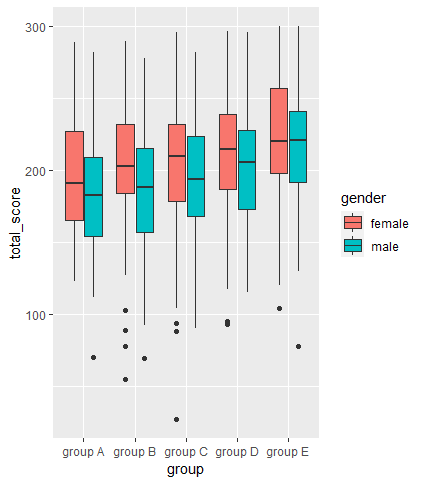 300
200
100
total_score
group A group B group C group D group E
group
gender
female
male